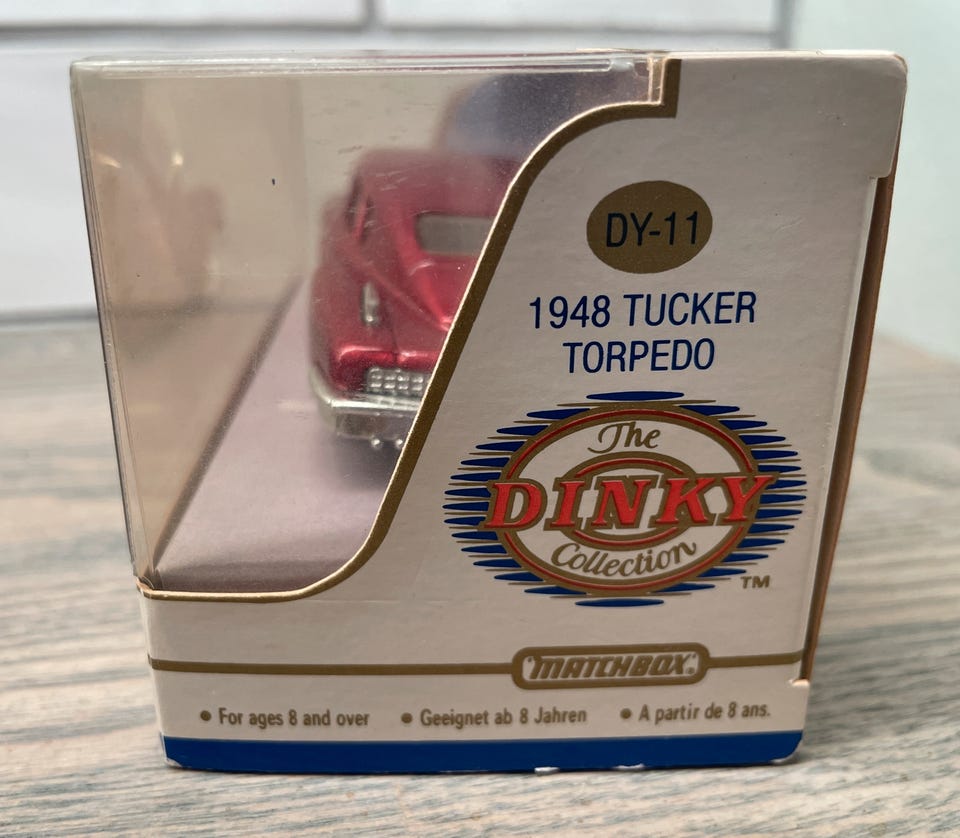 DY-11
1948 TUCKER
TORPEDO
The
DINKY
Collection
TM
"MATCHBOX"®
• For ages 8 and over • Geeignet ab 8 Jahren • A partir de 8 ans.